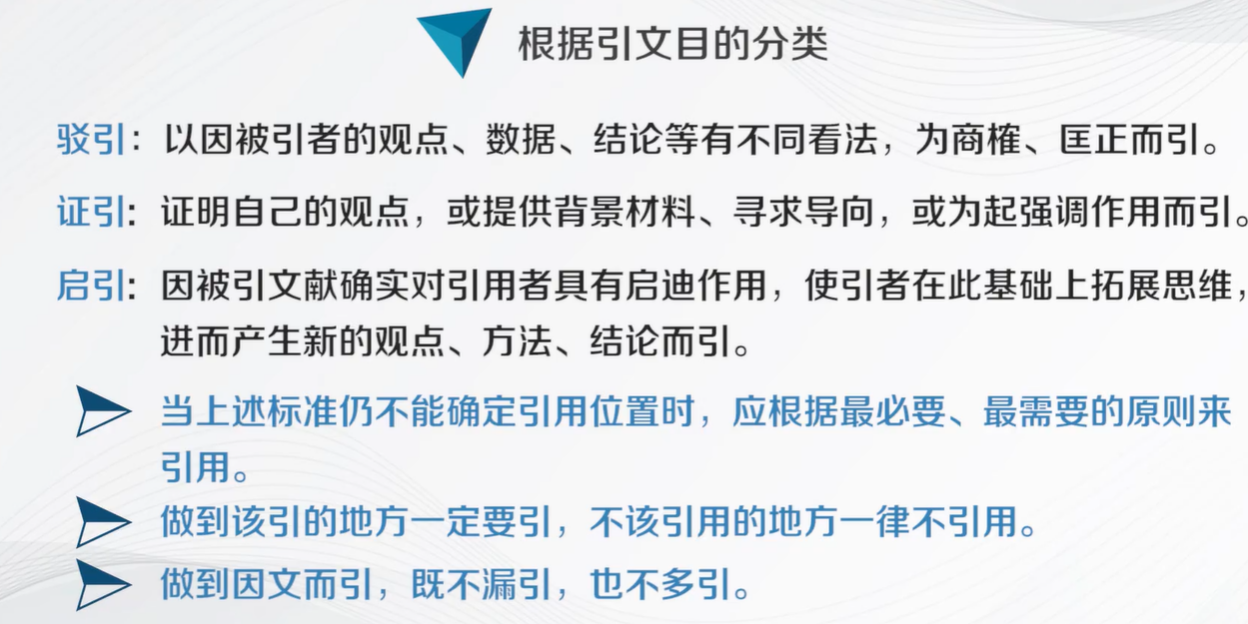 根据引文目的分类
驳引：以因被引者的观点、数据、结论等有不同看法，为商榷、匡正而引。
证引：证明自己的观点，或提供背景材料、寻求导向，或为起强调作用而引。
启引：因被引文献确实对引用者具有启迪作用，使引者在此基础上拓展思维，
进而产生新的观点、方法、结论而引。
当上述标准仍不能确定引用位置时，应根据最必要、最需要的原则来
引用。
做到该引的地方一定要引，不该引用的地方一律不引用。
做到因文而引，既不漏引，也不多引。